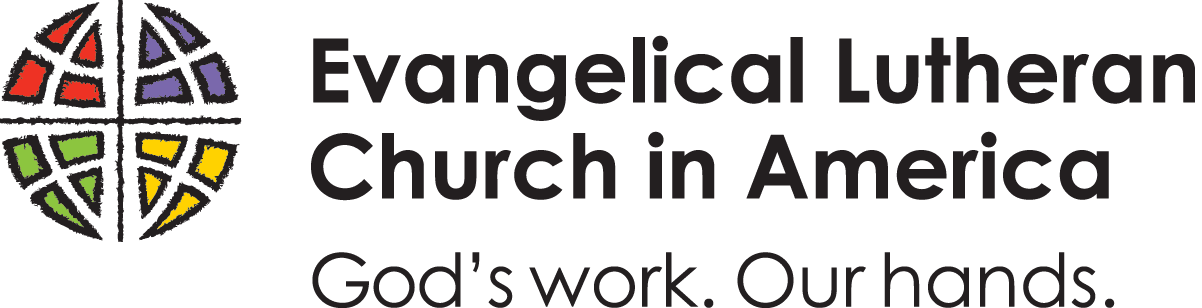 Evangelical Lutheran
Church in America
God’s work. Our hands.